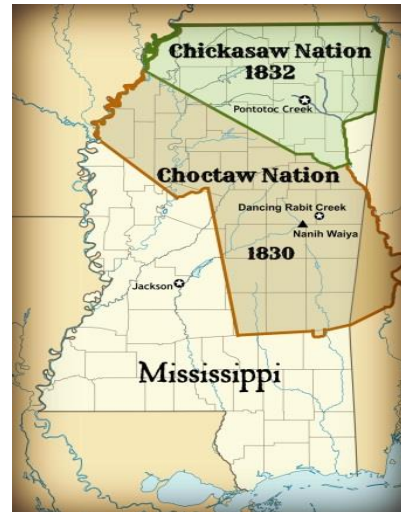 Chickasaw Nation
1832
Pontotoc Creek
Choctaw Nation
Dancing Rabit Creek
Nanih Waiya
1830
Jackson
Mississippi